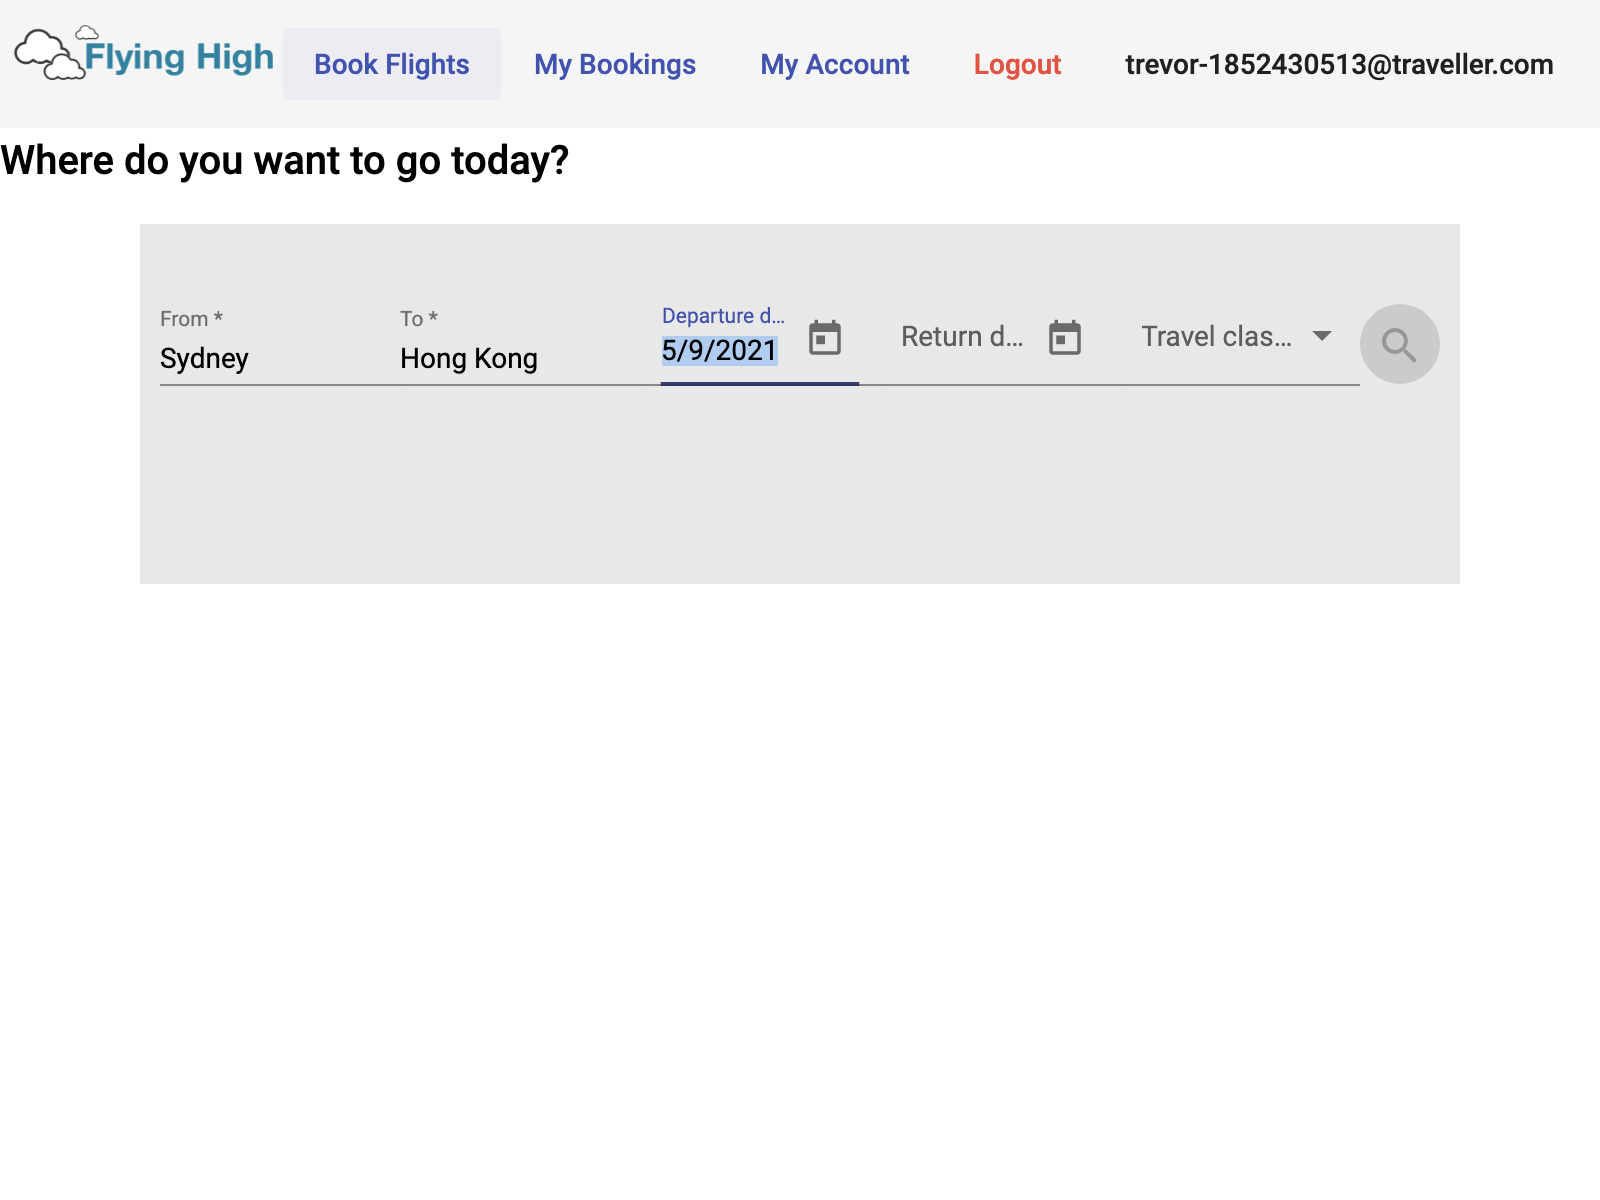 Flying High
Book Flights
My Bookings
My Account
Logout
trevor-1852430513@traveller.com
Where do you want to go today?
From *
To *
Departure d...
Return d...
Travel clas...
Sydney
Hong Kong
5/9/2021